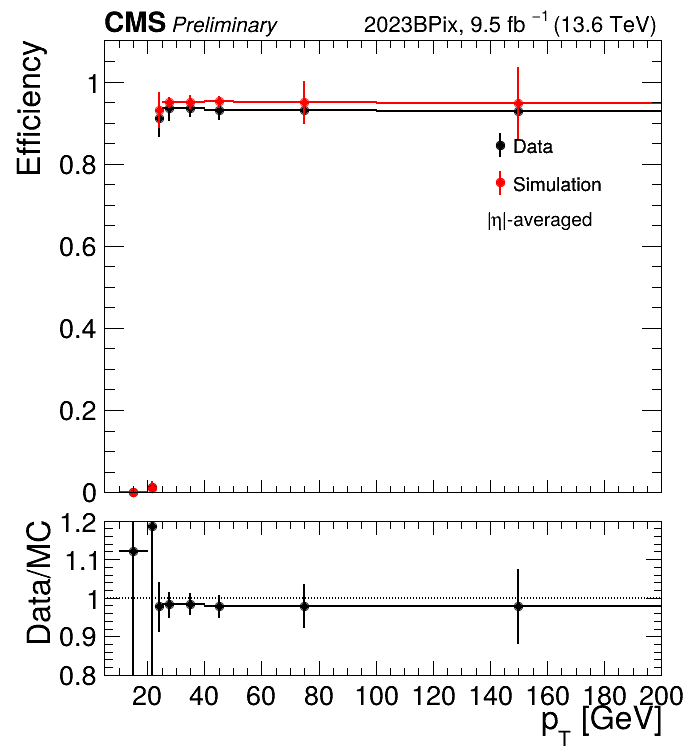 CMS Preliminary 2023BPix, 9.5 fb⁻¹ (13.6 TeV)
Efficiency
1
0.8
0.6
0.4
0.2
0
Data
Simulation
|η|-averaged
Data/MC
1.2
1.1
1
0.9
0.8
20 40 60 80 100 120 140 160 180 200
p_T [GeV]